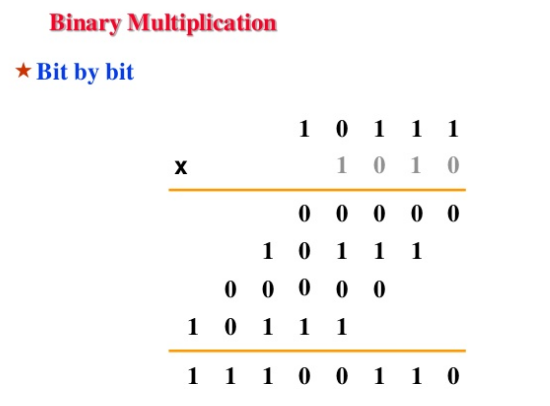 Binary Multiplication
★ Bit by bit
1 0 1 1 1
x 1 0 1 0
0 0 0 0 0
1 0 1 1 1
0 0 0 0 0
1 0 1 1 1
1 1 1 0 0 1 1 0